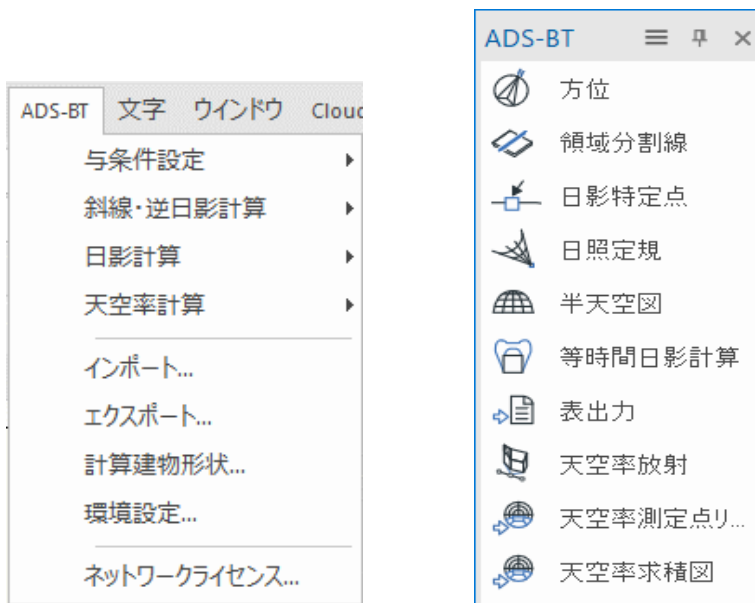 ADS-BT 文字 ウインドウ Clouc
与条件設定
斜線・逆日影計算
日影計算
天空率計算
インポート...
エクスポート...
計算建物形状...
環境設定...
ネットワークライセンス...
ADS-BT
方位
領域分割線
日影特定点
日照定規
半天空図
等時間日影計算
表出力
天空率放射
天空率測定点リ...
天空率求積図